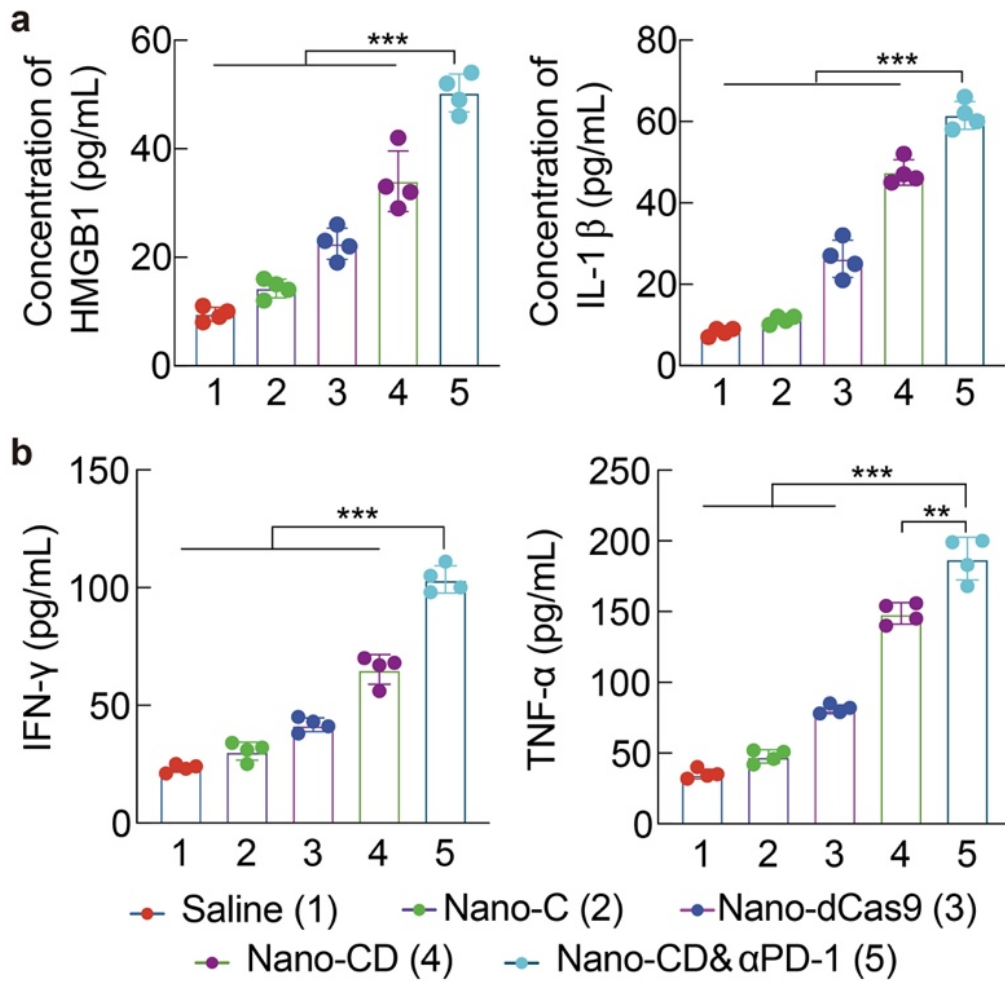 a
Concentration of
HMGB1 (pg/mL)
60
40
20
0
***
1 2 3 4 5
Concentration of
IL-1 β (pg/mL)
80
60
40
20
0
***
1 2 3 4 5
b
IFN-γ (pg/mL)
150
100
50
0
***
1 2 3 4 5
TNF-α (pg/mL)
250
200
150
100
50
0
***
**
1 2 3 4 5
Saline (1) Nano-C (2) Nano-dCas9 (3)
Nano-CD (4) Nano-CD&αPD-1 (5)